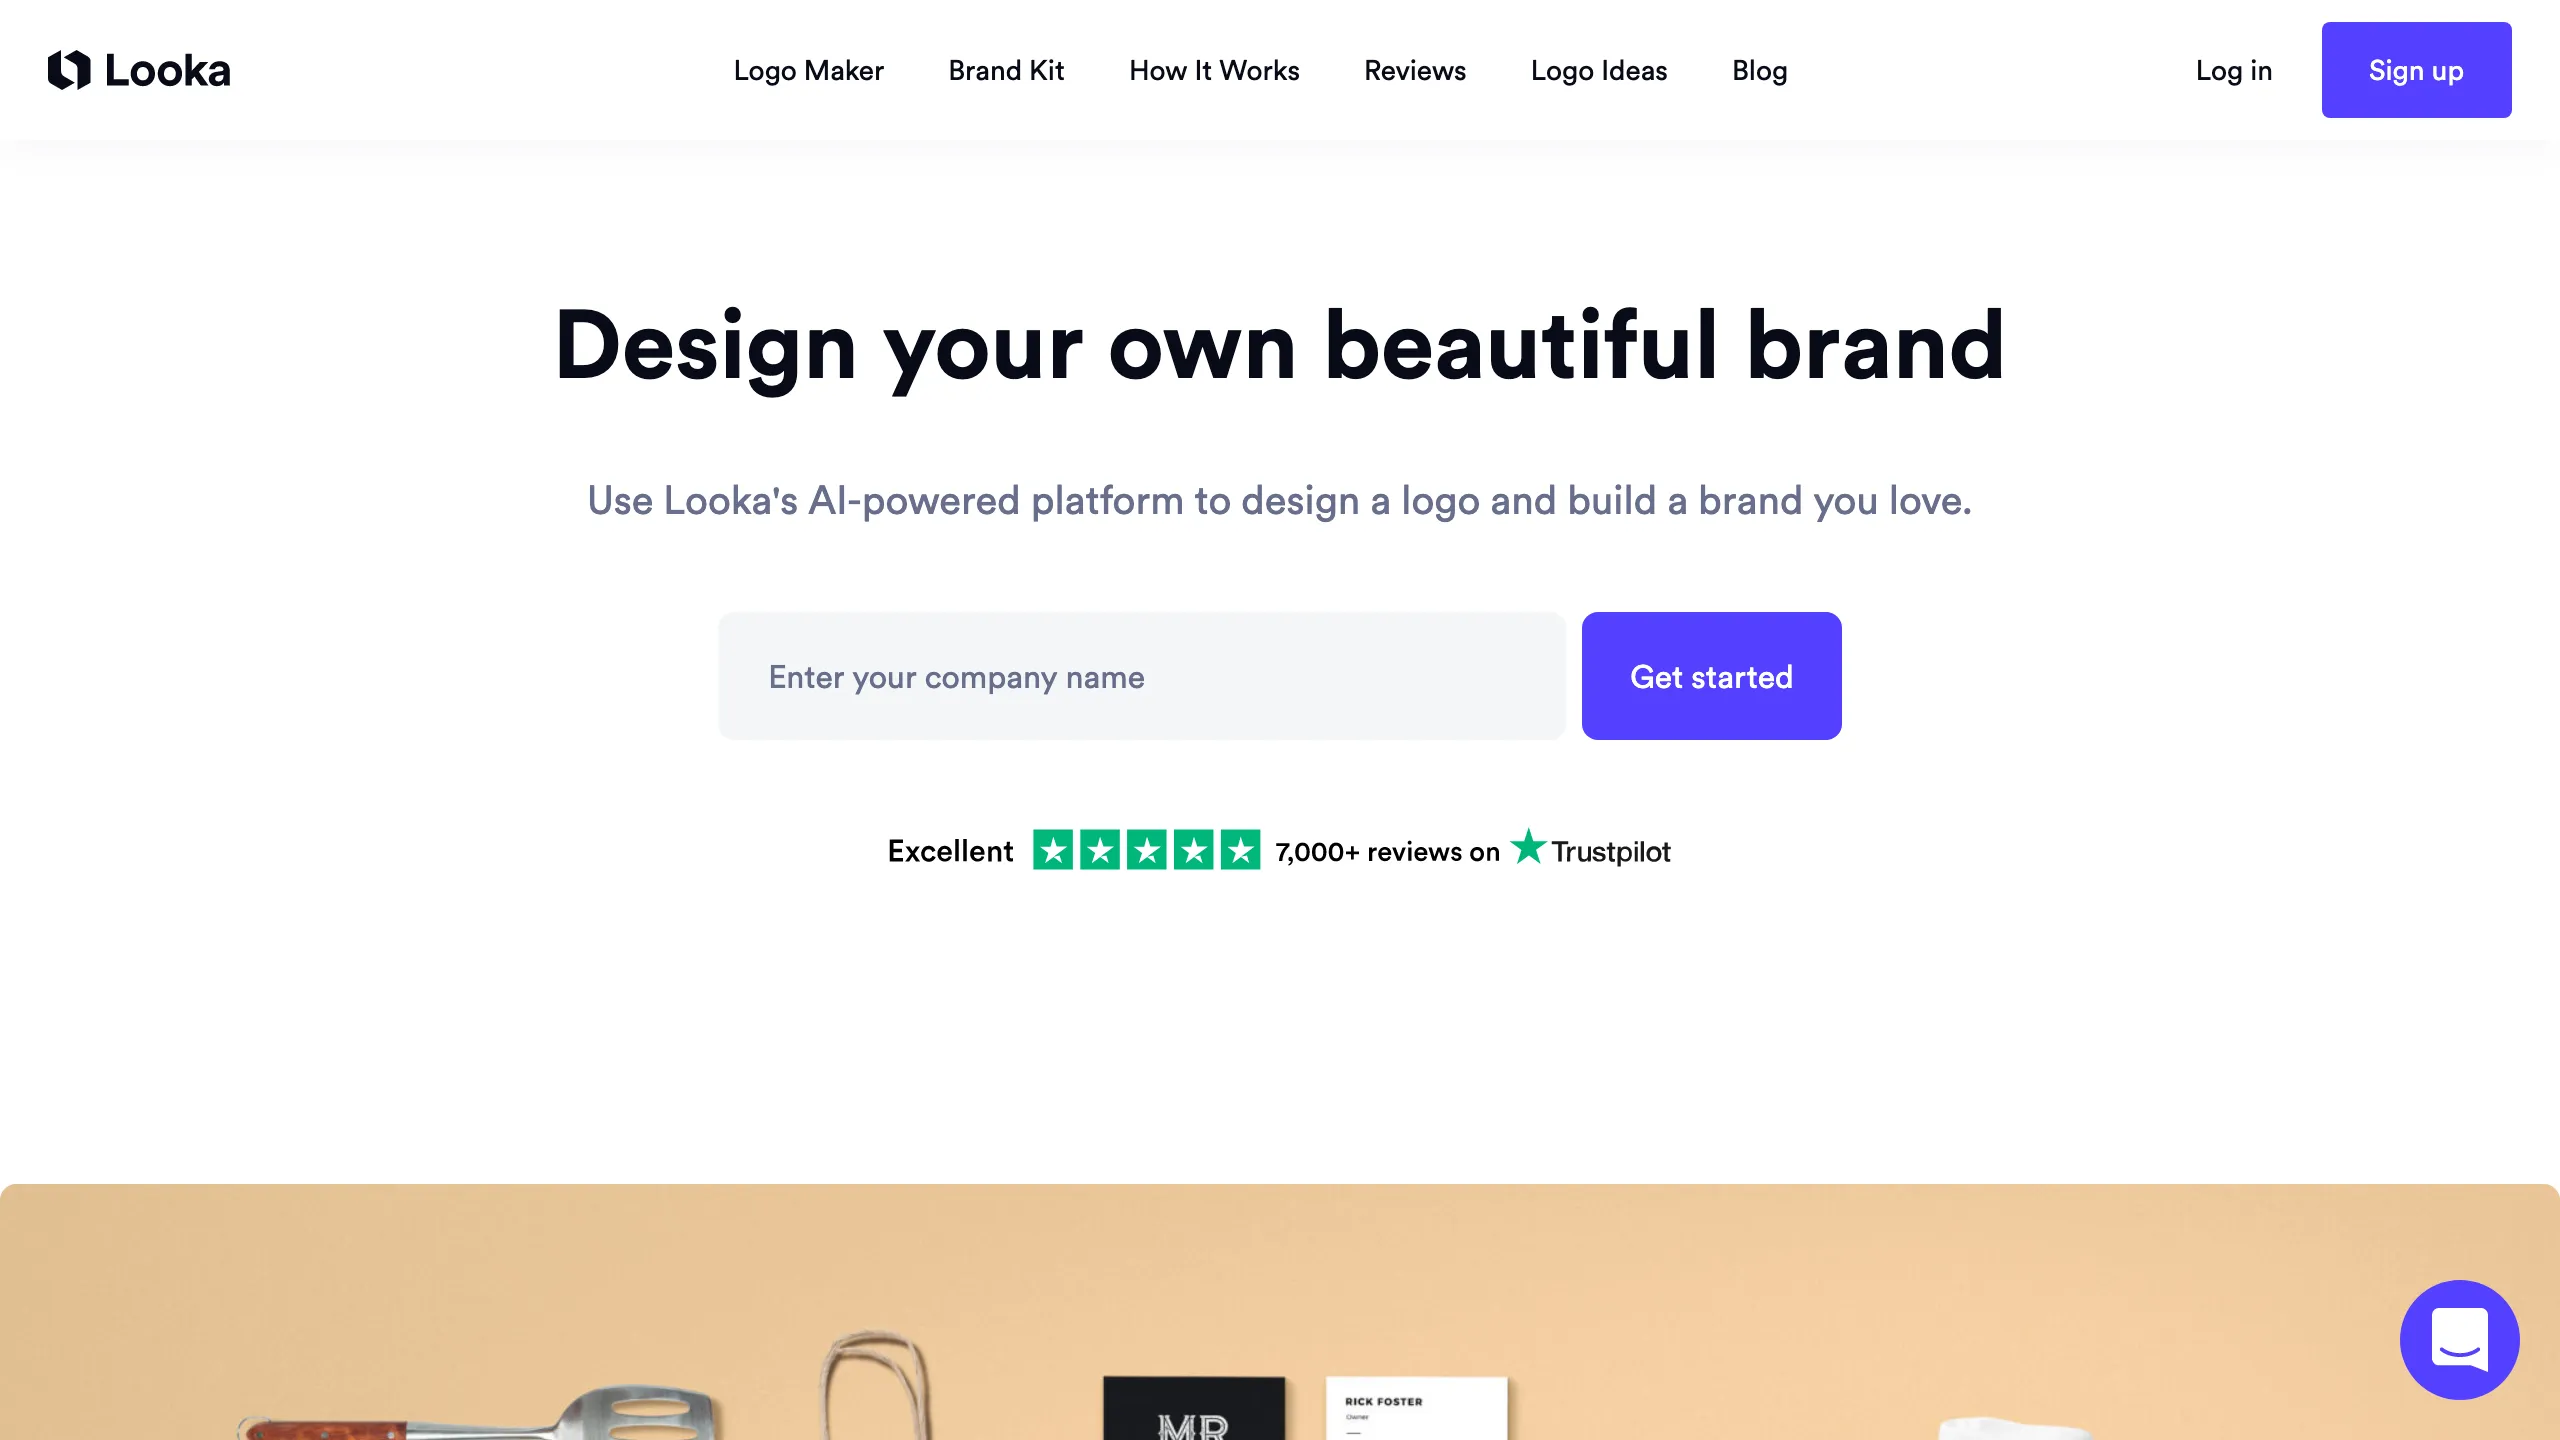 Looka
Logo Maker
Brand Kit
How It Works
Reviews
Logo Ideas
Blog
Log in
Sign up
Design your own beautiful brand
Use Looka's AI-powered platform to design a logo and build a brand you love.
Enter your company name
Get started
Excellent
7,000+ reviews on
Trustpilot
MR
RICK FOSTER
Owner